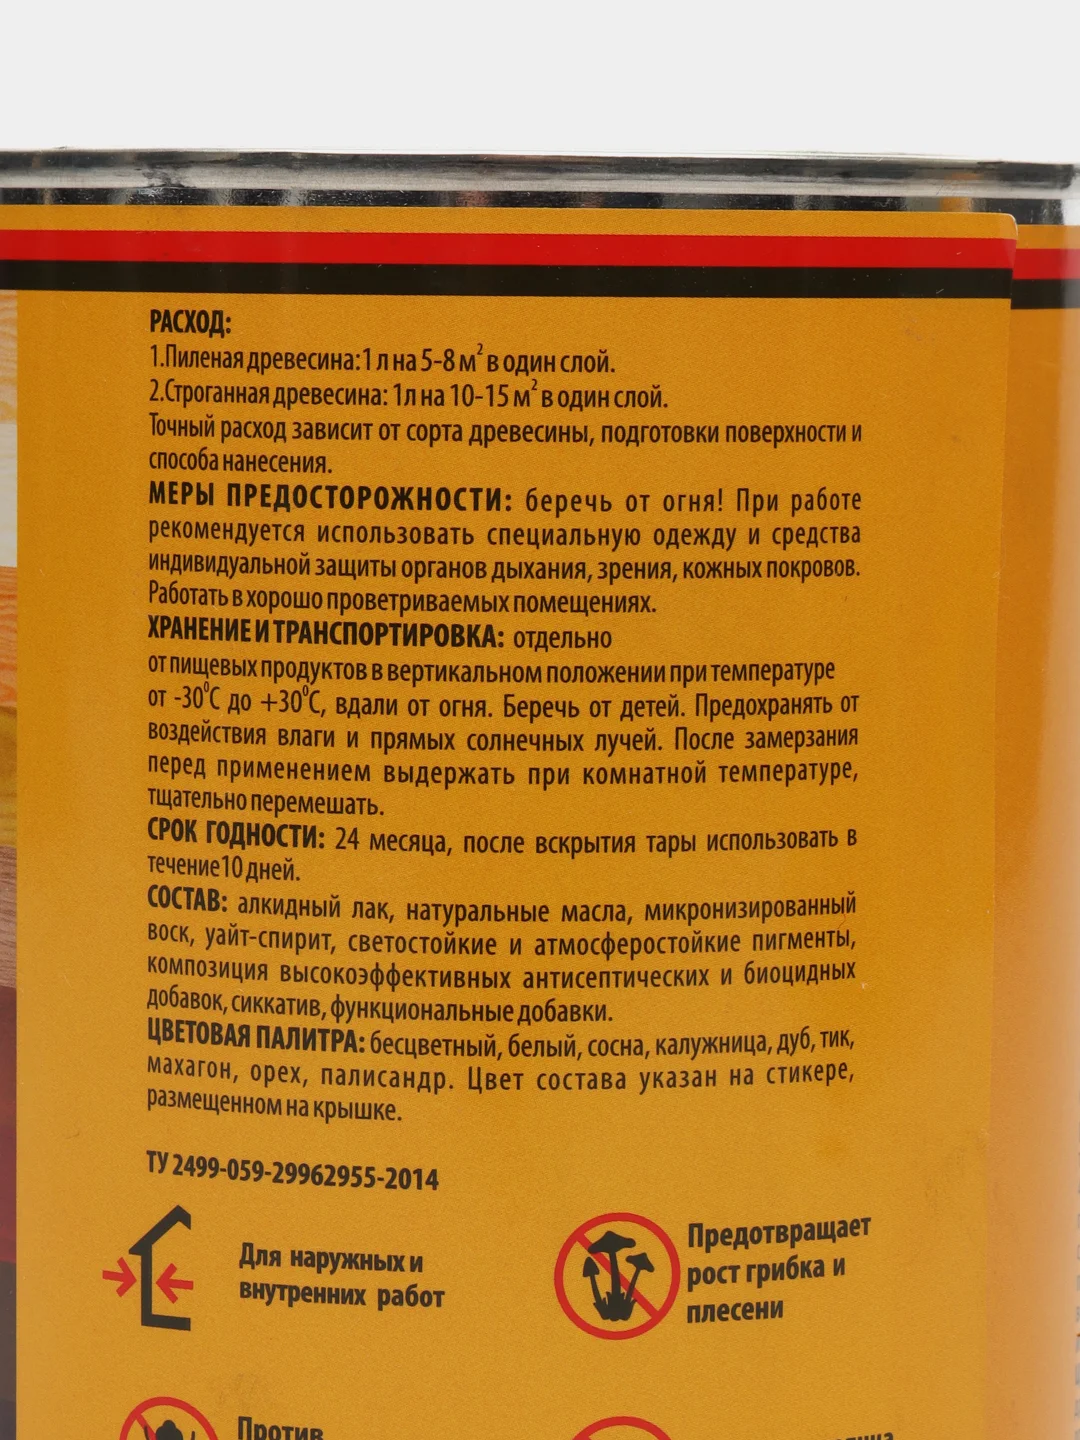 РАСХОД:
1.Пиленая древесина:1 л на 5-8 м² в один слой.
2.Строганная древесина: 1л на 10-15 м² в один слой.
Точный расход зависит от сорта древесины, подготовки поверхности и
способа нанесения.
МЕРЫ ПРЕДОСТОРОЖНОСТИ: беречь от огня! При работе
рекомендуется использовать специальную одежду и средства
индивидуальной защиты органов дыхания, зрения, кожных покровов.
Работать в хорошо проветриваемых помещениях.
ХРАНЕНИЕ И ТРАНСПОРТИРОВКА: отдельно
от пищевых продуктов в вертикальном положении при температуре
от -30⁰С до +30⁰С, вдали от огня. Беречь от детей. Предохранять от
воздействия влаги и прямых солнечных лучей. После замерзания
перед применением выдержать при комнатной температуре,
тщательно перемешать.
СРОК ГОДНОСТИ: 24 месяца, после вскрытия тары использовать в
течение10 дней.
СОСТАВ: алкидный лак, натуральные масла, микронизированный
воск, уайт-спирит, светостойкие и атмосферостойкие пигменты,
композиция высокоэффективных антисептических и биоцидных
добавок, сиккатив, функциональные добавки.
ЦВЕТОВАЯ ПАЛИТРА: бесцветный, белый, сосна, калужница, дуб, тик,
махагон, орех, палисандр. Цвет состава указан на стикере,
размещенном на крышке.
ТУ 2499-059-29962955-2014
Для наружных и
внутренних работ
Предотвращает
рост грибка и
плесени
Против